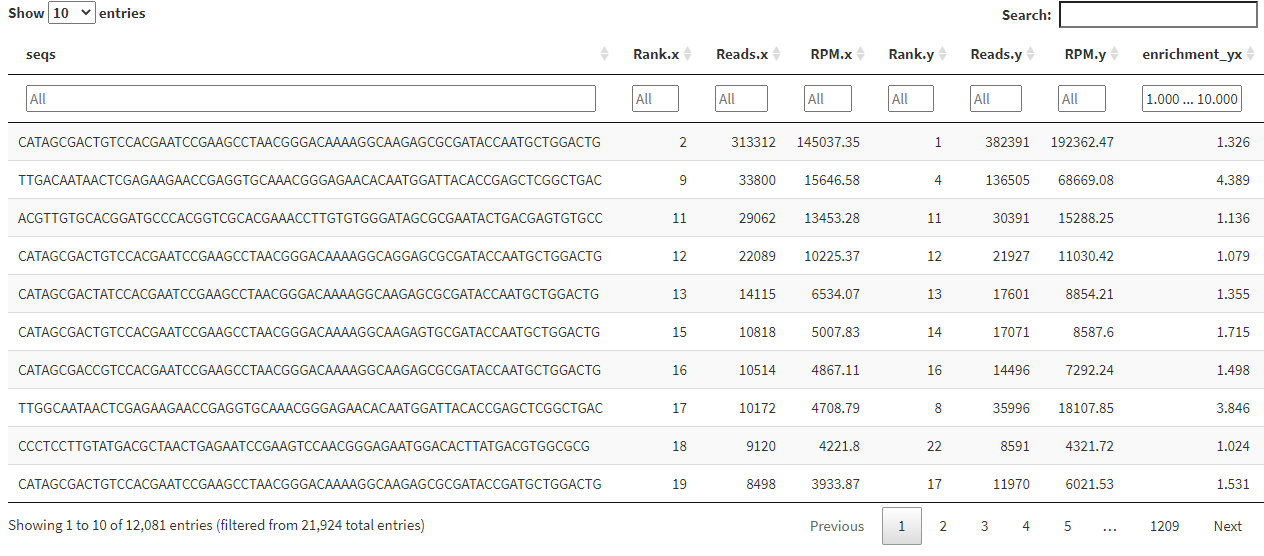 Show 10 entries Search:
seqs Rank.x Reads.x RPM.x Rank.y Reads.y RPM.y enrichment_yx
All All All All All All All 1.000 ... 10.000
CATAGCGACTGTCCACGAATCCGAAGCCTAACGGGACAAAAGGCAAGAGCGCGATACCAATGCTGGACTG 2 313312 145037.35 1 382391 192362.47 1.326
TTGACAATAACTCGAGAAGAACCGAGGTGCAAACGGGAGAACACAATGGATTACACCGAGCTCGGCTGAC 9 33800 15646.58 4 136505 68669.08 4.389
ACGTTGTGCACGGATGCCCACGGTCGCACGAAACCTTGTGTGGGATAGCGCGAATACTGACGAGTGTGCC 11 29062 13453.28 11 30391 15288.25 1.136
CATAGCGACTGTCCACGAATCCGAAGCCTAACGGGACAAAAGGCAGGAGCGCGATACCAATGCTGGACTG 12 22089 10225.37 12 21927 11030.42 1.079
CATAGCGACTATCCACGAATCCGAAGCCTAACGGGACAAAAGGCAAGAGCGCGATACCAATGCTGGACTG 13 14115 6534.07 13 17601 8854.21 1.355
CATAGCGACTGTCCACGAATCCGAAGCCTAACGGGACAAAAGGCAAGAGTGCGATACCAATGCTGGACTG 15 10818 5007.83 14 17071 8587.6 1.715
CATAGCGACCGTCCACGAATCCGAAGCCTAACGGGACAAAAGGCAAGAGCGCGATACCAATGCTGGACTG 16 10514 4867.11 16 14496 7292.24 1.498
TTGGCAATAACTCGAGAAGAACCGAGGTGCAAACGGGAGAACACAATGGATTACACCGAGCTCGGCTGAC 17 10172 4708.79 8 35996 18107.85 3.846
CCCTCCTTGTATGACGCTAACTGAGAATCCGAAGTCCAACGGGAGAATGGACACTTATGACGTGGCGCG 18 9120 4221.8 22 8591 4321.72 1.024
CATAGCGACTGTCCACGAATCCGAAGCCTAACGGGACAAAAGGCAAGAGCGCGATACCGATGCTGGACTG 19 8498 3933.87 17 11970 6021.53 1.531
Showing 1 to 10 of 12,081 entries (filtered from 21,924 total entries) Previous 1 2 3 4 5 ... 1209 Next